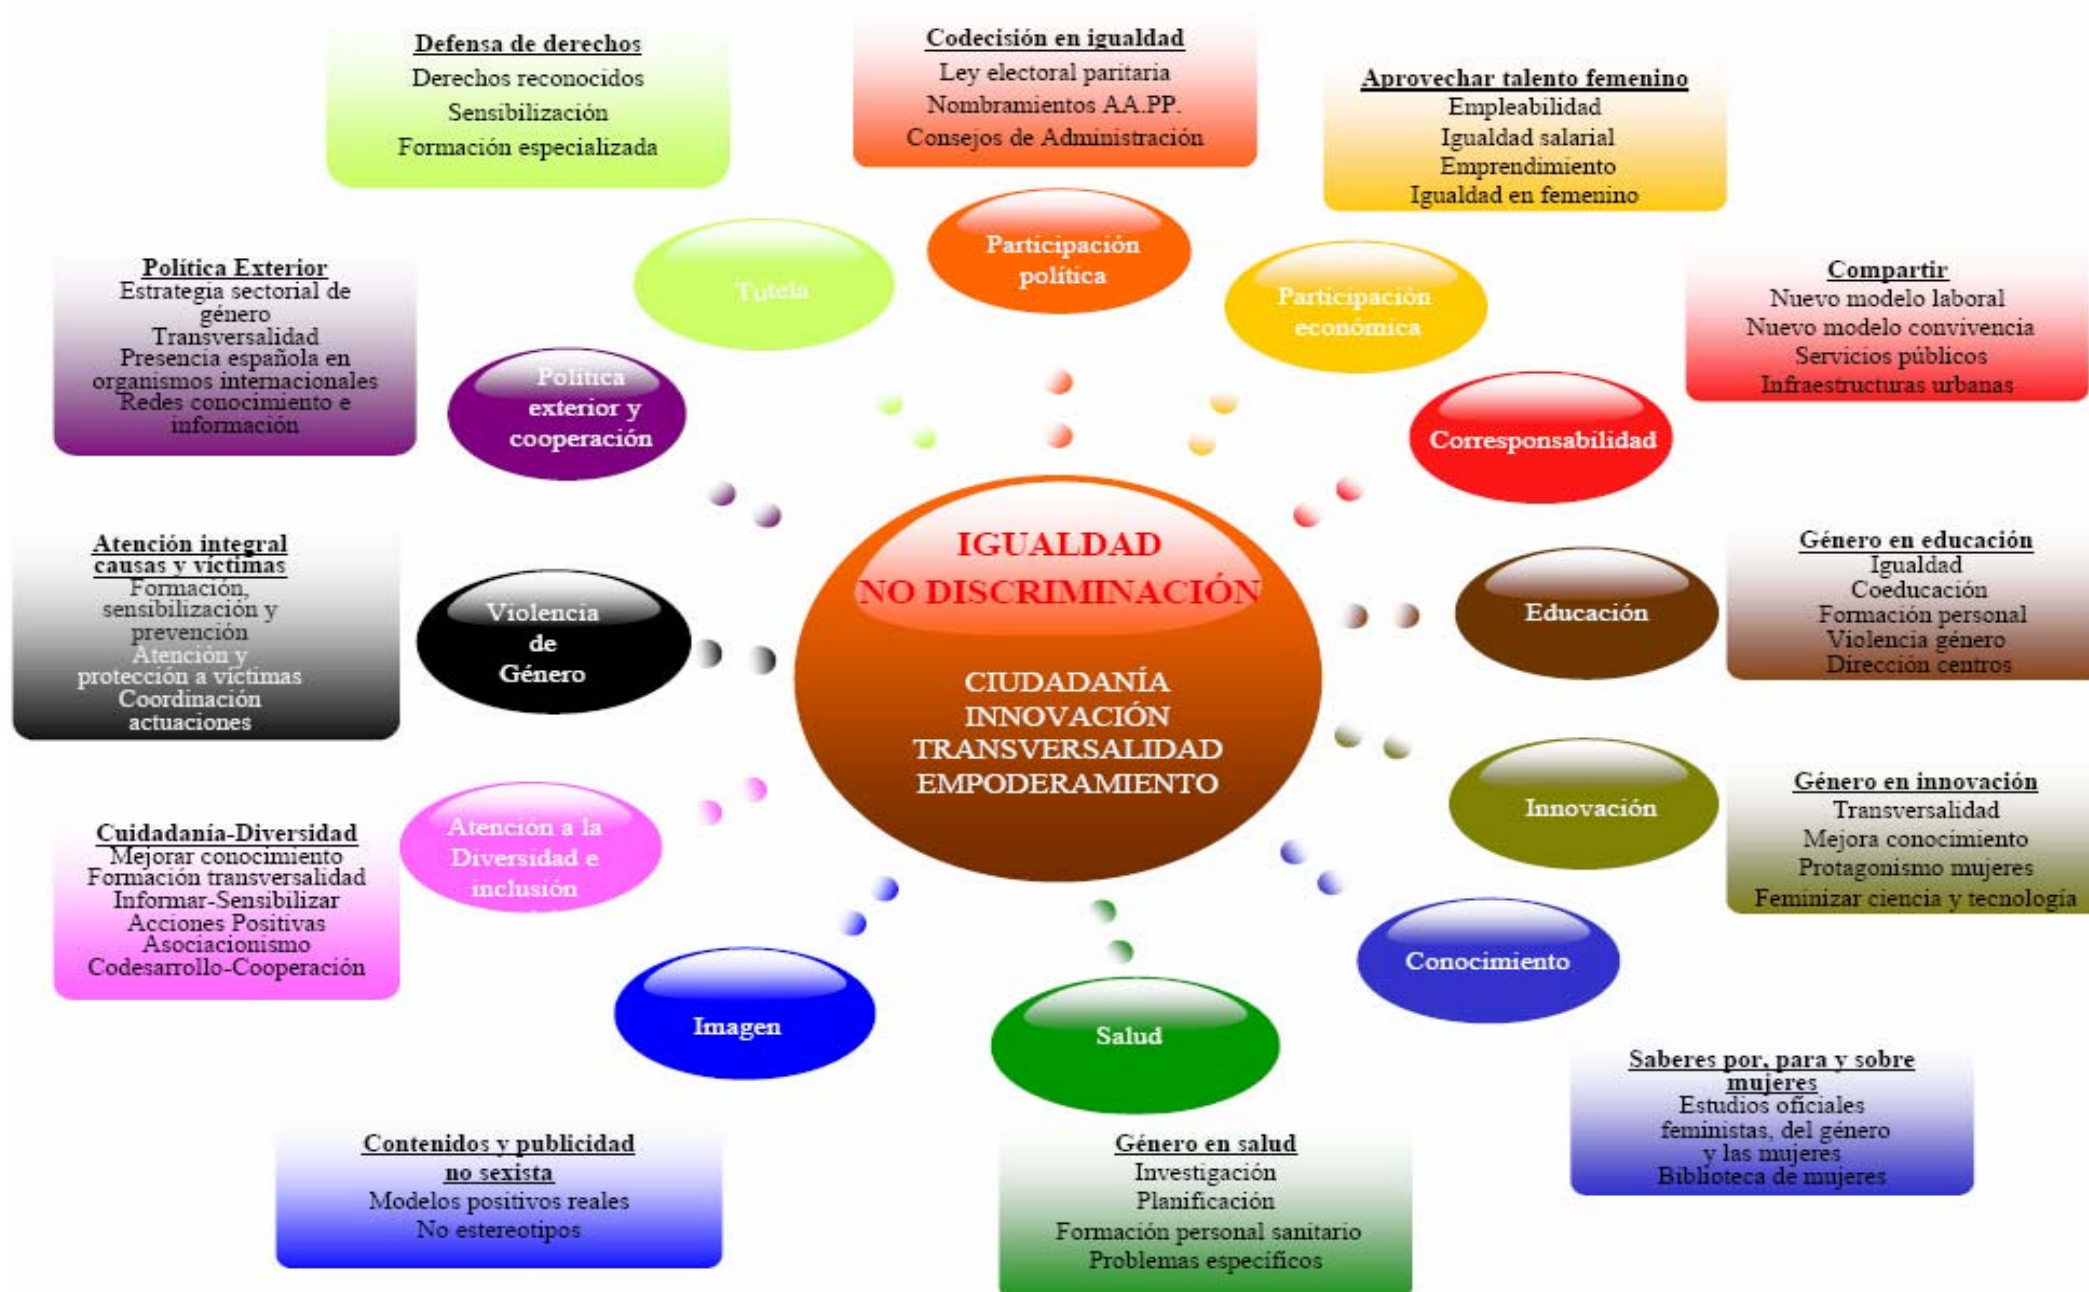 Defensa de derechos
Derechos reconocidos
Sensibilización
Formación especializada
Codecisión en igualdad
Ley electoral paritaria
Nombramientos AA.PP.
Consejos de Administración
Aprovechar talento femenino
Empleabilidad
Igualdad salarial
Emprendimiento
Igualdad en femenino
Política Exterior
Estrategia sectorial de
género
Transversalidad
Presencia española en
organismos internacionales
Redes conocimiento e
información
Tutela
Participación
política
Participación
económica
Compartir
Nuevo modelo laboral
Nuevo modelo convivencia
Servicios públicos
Infraestructuras urbanas
Política
exterior y
cooperación
Corresponsabilidad
Atención integral
causas y víctimas
Formación,
sensibilización y
prevención
Atención y
protección a víctimas
Coordinación
actuaciones
Violencia
de
Género
IGUALDAD
NO DISCRIMINACIÓN
CIUDADANÍA
INNOVACIÓN
TRANSVERSALIDAD
EMPODERAMIENTO
Educación
Género en educación
Igualdad
Coeducación
Formación personal
Violencia género
Dirección centros
Innovación
Género en innovación
Transversalidad
Mejora conocimiento
Protagonismo mujeres
Feminizar ciencia y tecnología
Cuidadanía-Diversidad
Mejorar conocimiento
Formación transversalidad
Informar-Sensibilizar
Acciones Positivas
Asociacionismo
Codesarrollo-Cooperación
Atención a la
Diversidad e
inclusión
Imagen
Salud
Conocimiento
Contenidos y publicidad
no sexista
Modelos positivos reales
No estereotipos
Género en salud
Investigación
Planificación
Formación personal sanitario
Problemas específicos
Saberes por, para y sobre
mujeres
Estudios oficiales
feministas, del género
y las mujeres
Biblioteca de mujeres